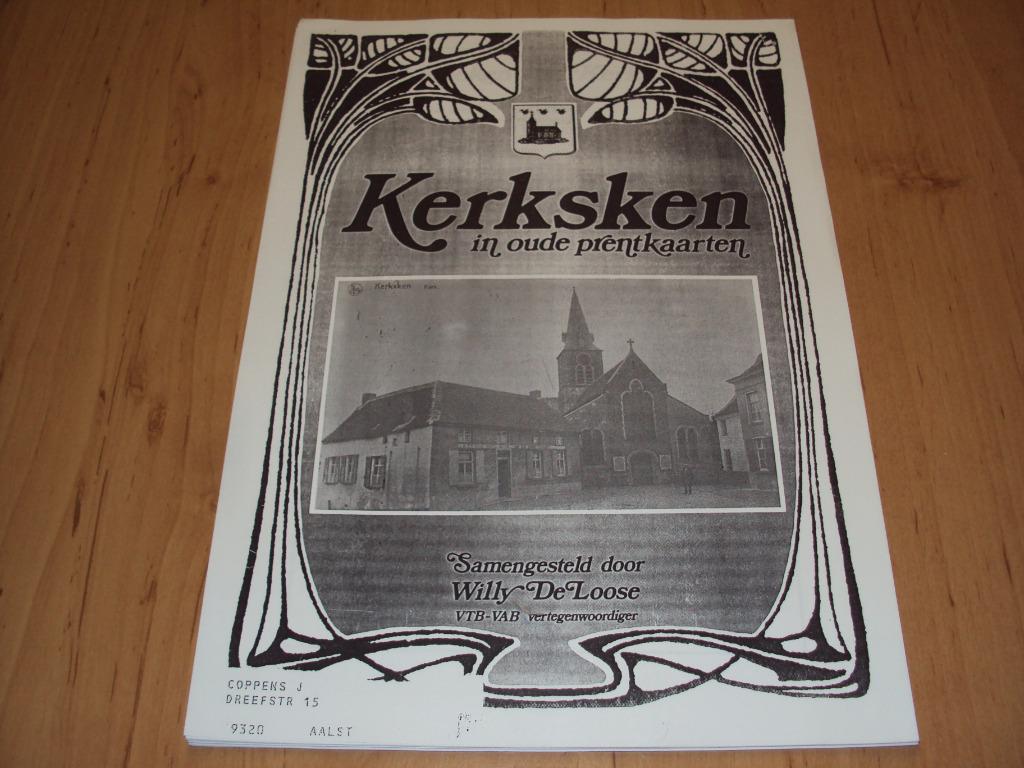 Kerksken
in oude prentkaarten
Kerksken
Samengesteld door
Willy De Loose
VTB-VAB vertegenwoordiger
COPPENS J
DREEFSTR 15
9320 AALST